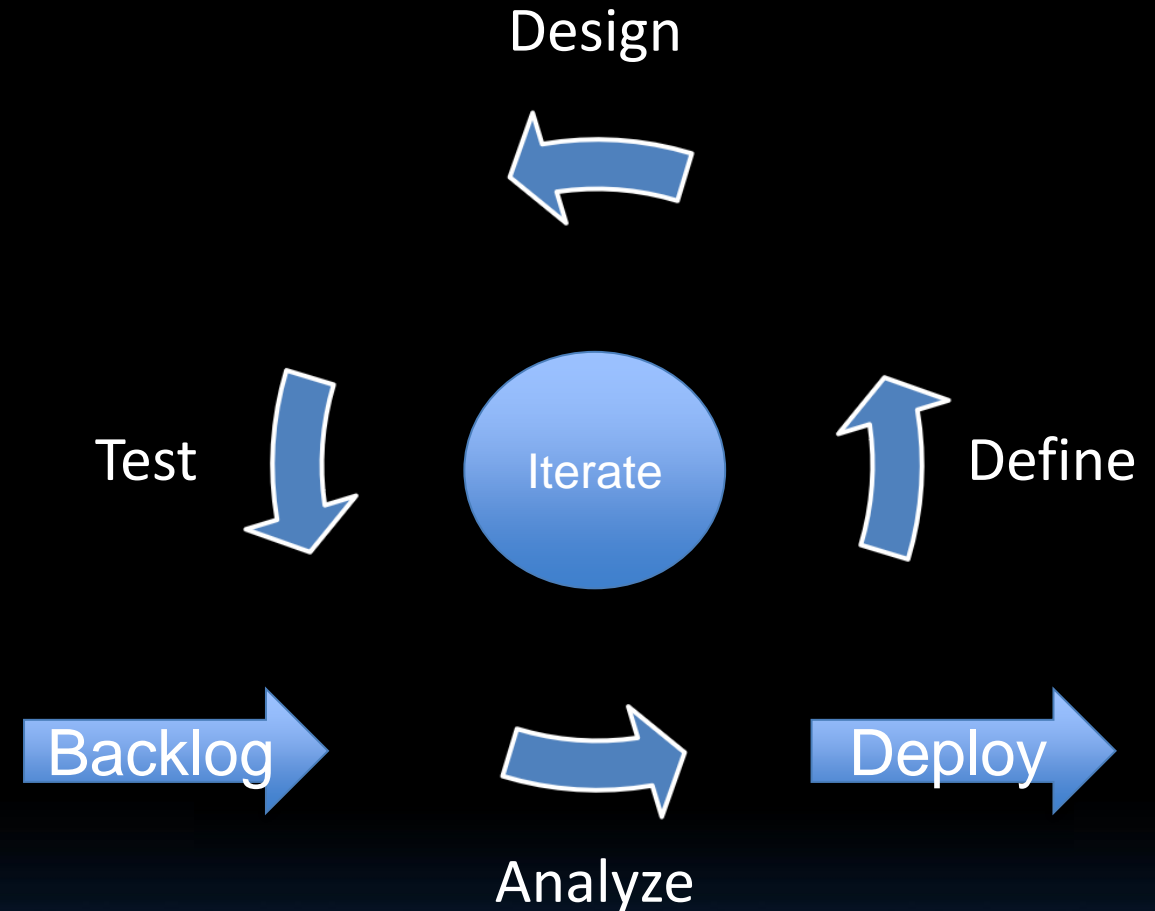 Design
Test
Iterate
Define
Backlog
Deploy
Analyze